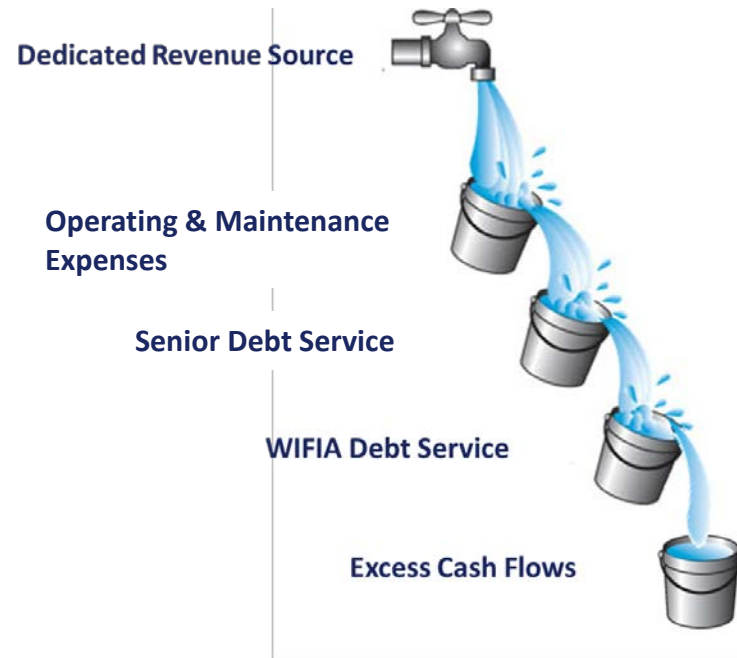 Dedicated Revenue Source
Operating & Maintenance
Expenses
Senior Debt Service
WIFIA Debt Service
Excess Cash Flows